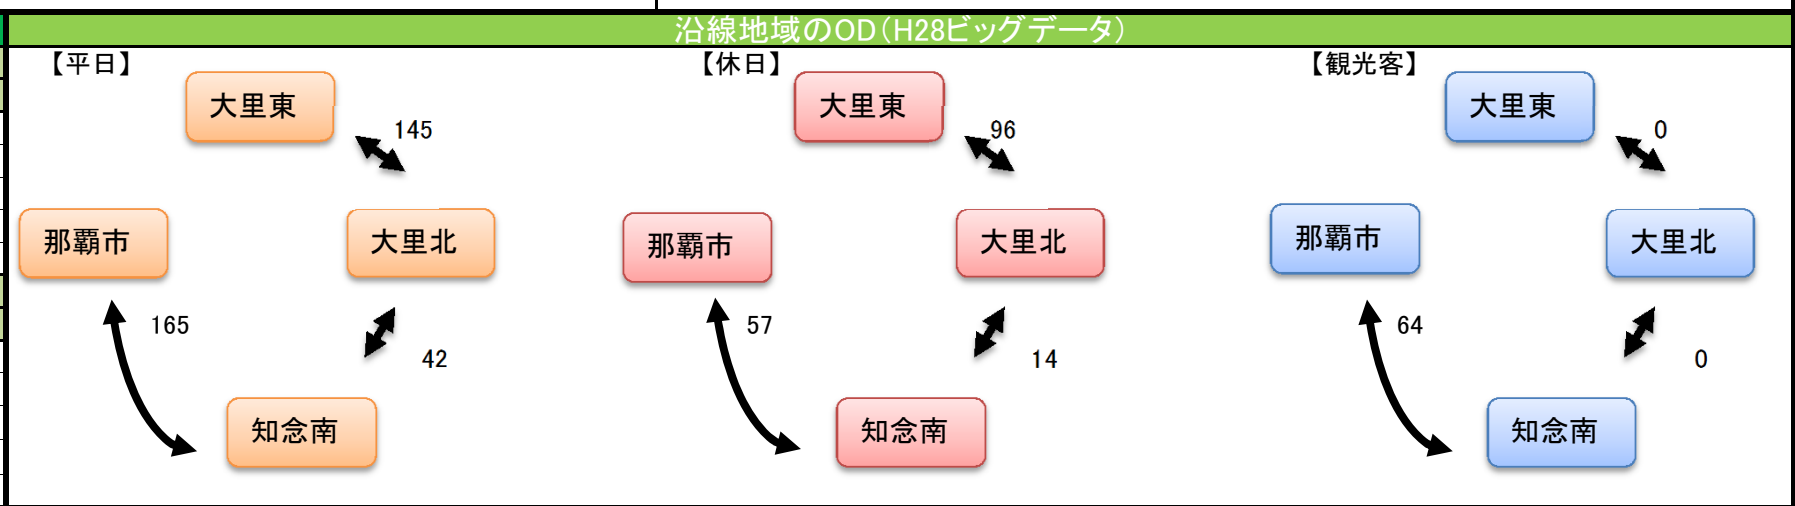 沿線地域のOD(H28ビッグデータ)
【平日】
大里東
145
那覇市
大里北
165
42
知念南
【休日】
大里東
96
那覇市
大里北
57
14
知念南
【観光客】
大里東
0
那覇市
大里北
64
0
知念南